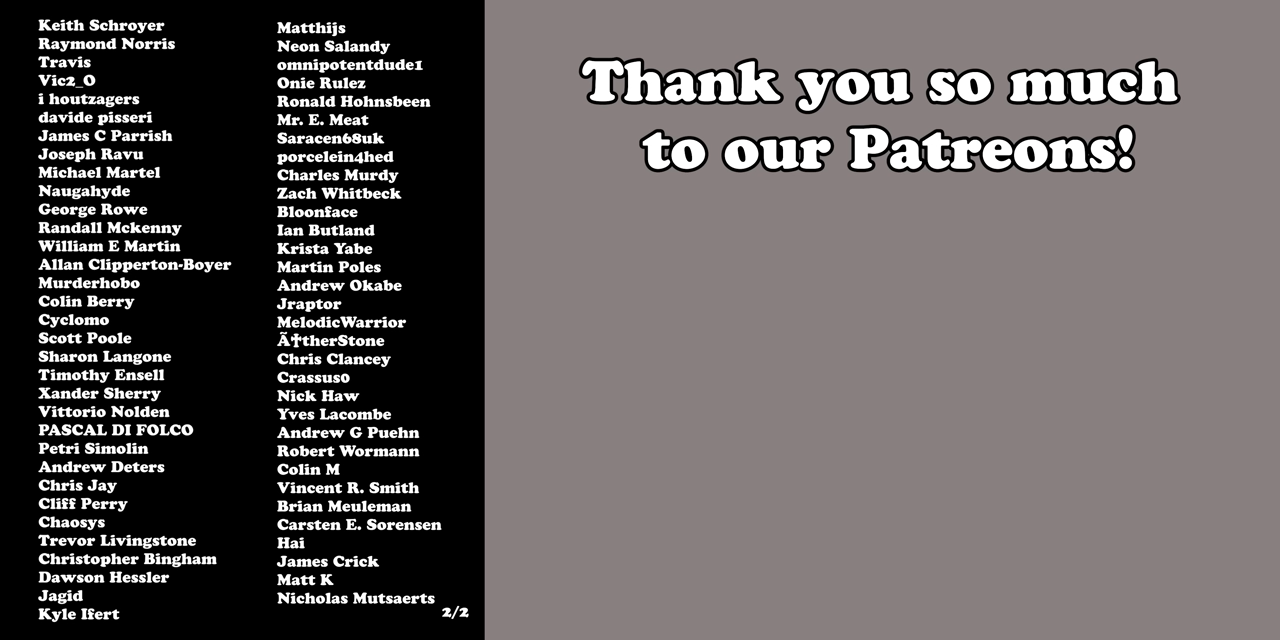 Keith Schroyer
Raymond Norris
Travis
Vic2_O
i houtzagers
davide pisseri
James C Parrish
Joseph Ravu
Michael Martel
Naugahyde
George Rowe
Randall Mckenny
William E Martin
Allan Clipperton-Boyer
Murderhobo
Colin Berry
Cyclomo
Scott Poole
Sharon Langone
Timothy Ensell
Xander Sherry
Vittorio Nolden
PASCAL DI FOLCO
Petri Simolin
Andrew Deters
Chris Jay
Cliff Perry
Chaosys
Trevor Livingstone
Christopher Bingham
Dawson Hessler
Jagid
Kyle Ifert
Matthijs
Neon Salandy
omnipotentdude1
Onie Rulez
Ronald Hohnsbeen
Mr. E. Meat
Saracen68uk
porcelein4hed
Charles Murdy
Zach Whitbeck
Bloonface
Ian Butland
Krista Yabe
Martin Poles
Andrew Okabe
Jraptor
MelodicWarrior
Ã†therStone
Chris Clancey
Crassus0
Nick Haw
Yves Lacombe
Andrew G Puehn
Robert Wormann
Colin M
Vincent R. Smith
Brian Meuleman
Carsten E. Sorensen
Hai
James Crick
Matt K
Nicholas Mutsaerts
2/2
Thank you so much
to our Patreons!